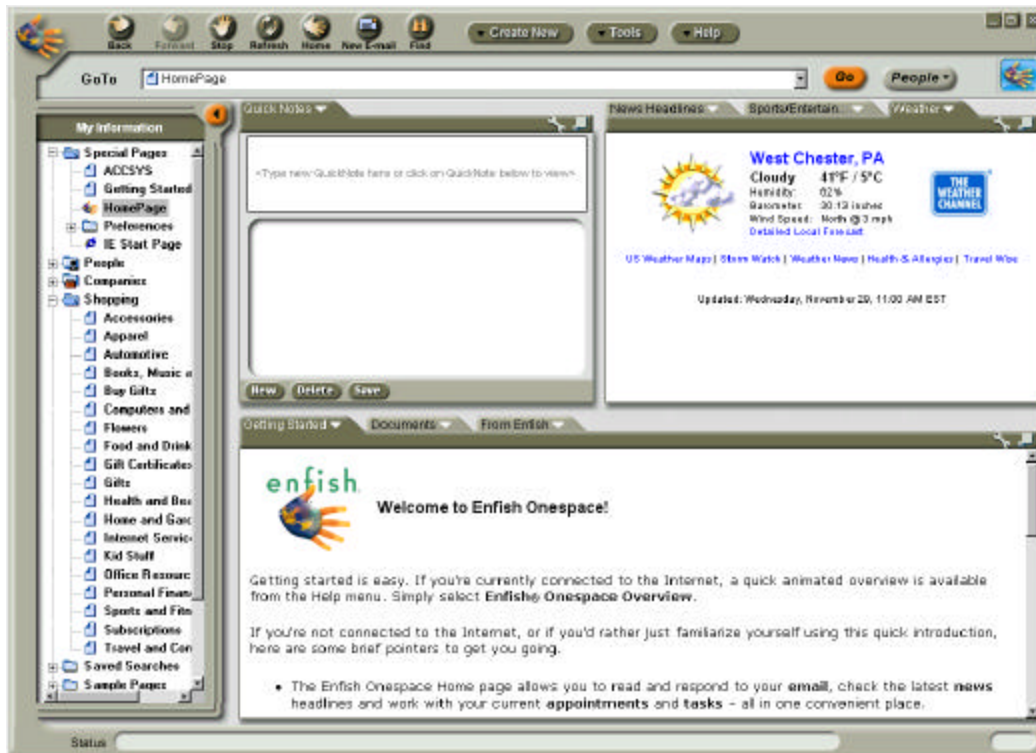 Back Forward Stop Refresh Home New E-mail Find Create New Tools Help
GoTo HomePage Go People
My Information
Special Pages
ACCSYS
Getting Started
HomePage
Preferences
IE Start Page
People
Companies
Shopping
Accessories
Apparel
Automotive
Books, Music a
Buy Gifts
Computers and
Flowers
Food and Drink
Gift Certificates
Gifts
Health and Bea
Home and Gard
Internet Servic
Kid Stuff
Office Resourc
Personal Finan
Sports and Fitn
Subscriptions
Travel and Con
Saved Searches
Sample Pages
Quick Notes
<Type new QuickNote here or click on QuickNote below to view>
New Delete Save
News Headlines Sports/Entertain... Weather
West Chester, PA
Cloudy 41°F / 5°C
Humidity: 62%
Barometer: 30.13 inches
Wind Speed: North @ 3 mph
Detailed Local Forecast
THE
WEATHER
CHANNEL
US Weather Maps | Storm Watch | Weather News | Health & Allergies | Travel Wise
Updated: Wednesday, November 29, 11:00 AM EST
Getting Started Documents From Enfish
enfish
Welcome to Enfish Onespace!
Getting started is easy. If you're currently connected to the Internet, a quick animated overview is available
from the Help menu. Simply select Enfish® Onespace Overview.
If you're not connected to the Internet, or if you'd rather just familiarize yourself using this quick introduction,
here are some brief pointers to get you going.
• The Enfish Onespace Home page allows you to read and respond to your email, check the latest news
headlines and work with your current appointments and tasks – all in one convenient place.
Status